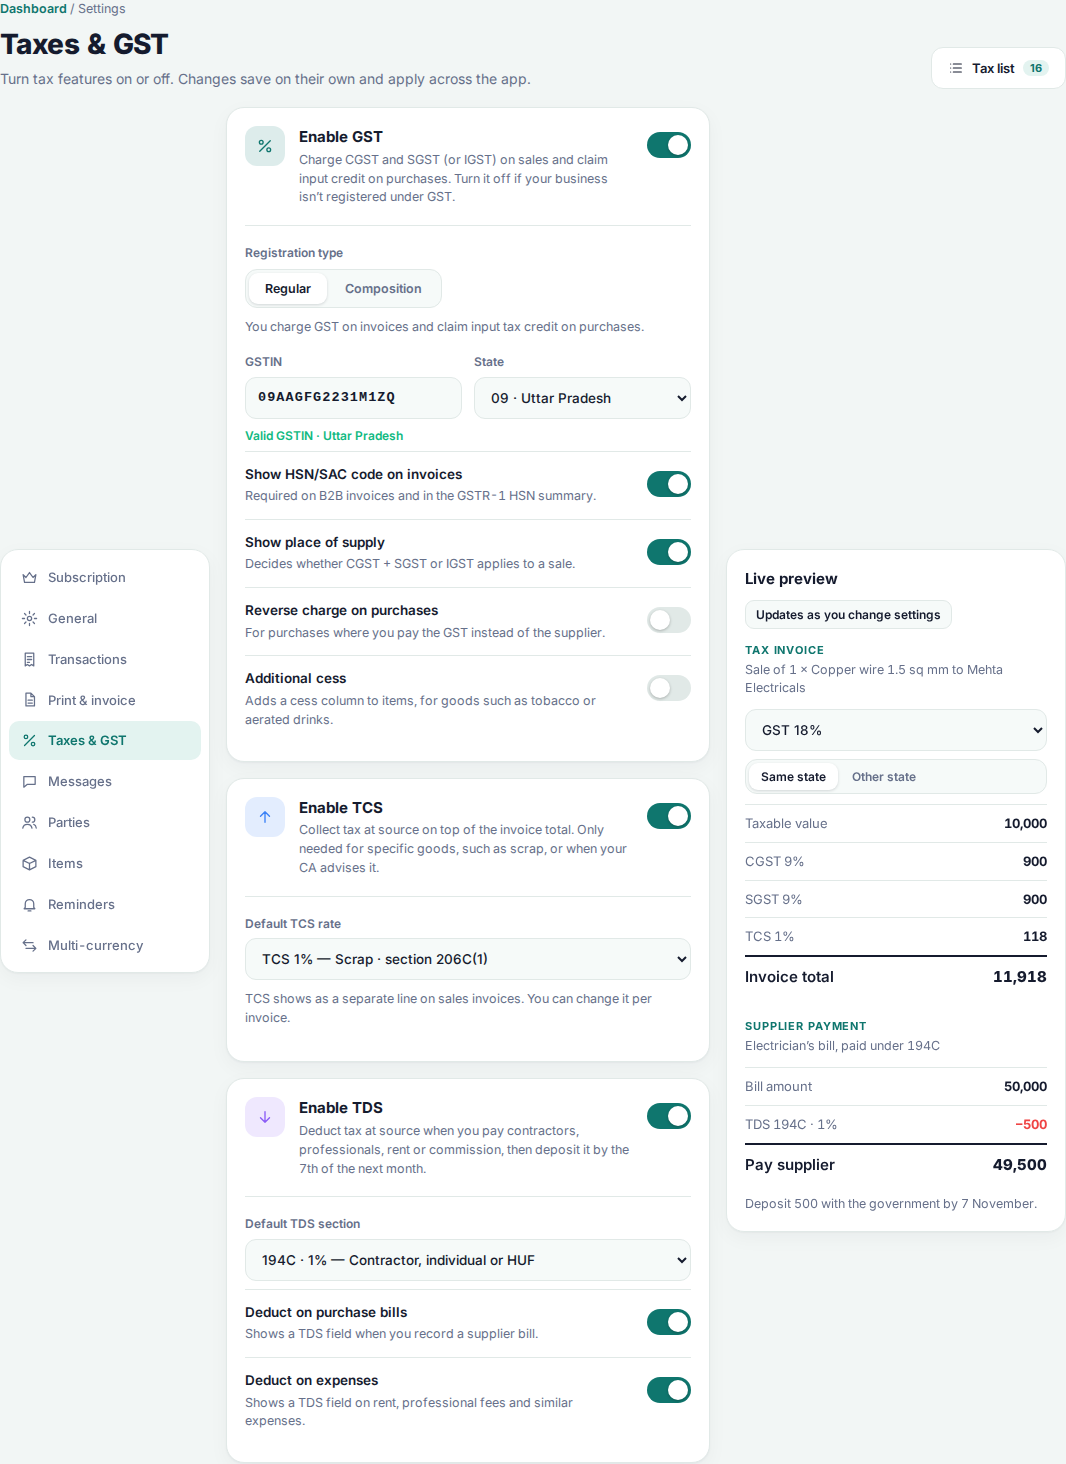 Dashboard / Settings
Taxes & GST
Turn tax features on or off. Changes save on their own and apply across the app.
Tax list 16
Subscription
General
Transactions
Print & invoice
Taxes & GST
Messages
Parties
Items
Reminders
Multi-currency
Enable GST
Charge CGST and SGST (or IGST) on sales and claim
input credit on purchases. Turn it off if your business
isn't registered under GST.
Registration type
Regular Composition
You charge GST on invoices and claim input tax credit on purchases.
GSTIN State
09AAGFG2231M1ZQ 09 · Uttar Pradesh
Valid GSTIN · Uttar Pradesh
Show HSN/SAC code on invoices
Required on B2B invoices and in the GSTR-1 HSN summary.
Show place of supply
Decides whether CGST + SGST or IGST applies to a sale.
Reverse charge on purchases
For purchases where you pay the GST instead of the supplier.
Additional cess
Adds a cess column to items, for goods such as tobacco or
aerated drinks.
Enable TCS
Collect tax at source on top of the invoice total. Only
needed for specific goods, such as scrap, or when your
CA advises it.
Default TCS rate
TCS 1% — Scrap · section 206C(1)
TCS shows as a separate line on sales invoices. You can change it per
invoice.
Enable TDS
Deduct tax at source when you pay contractors,
professionals, rent or commission, then deposit it by the
7th of the next month.
Default TDS section
194C · 1% — Contractor, individual or HUF
Deduct on purchase bills
Shows a TDS field when you record a supplier bill.
Deduct on expenses
Shows a TDS field on rent, professional fees and similar
expenses.
Live preview
Updates as you change settings
TAX INVOICE
Sale of 1 × Copper wire 1.5 sq mm to Mehta
Electricals
GST 18%
Same state Other state
Taxable value 10,000
CGST 9% 900
SGST 9% 900
TCS 1% 118
Invoice total 11,918
SUPPLIER PAYMENT
Electrician's bill, paid under 194C
Bill amount 50,000
TDS 194C · 1% −500
Pay supplier 49,500
Deposit 500 with the government by 7 November.